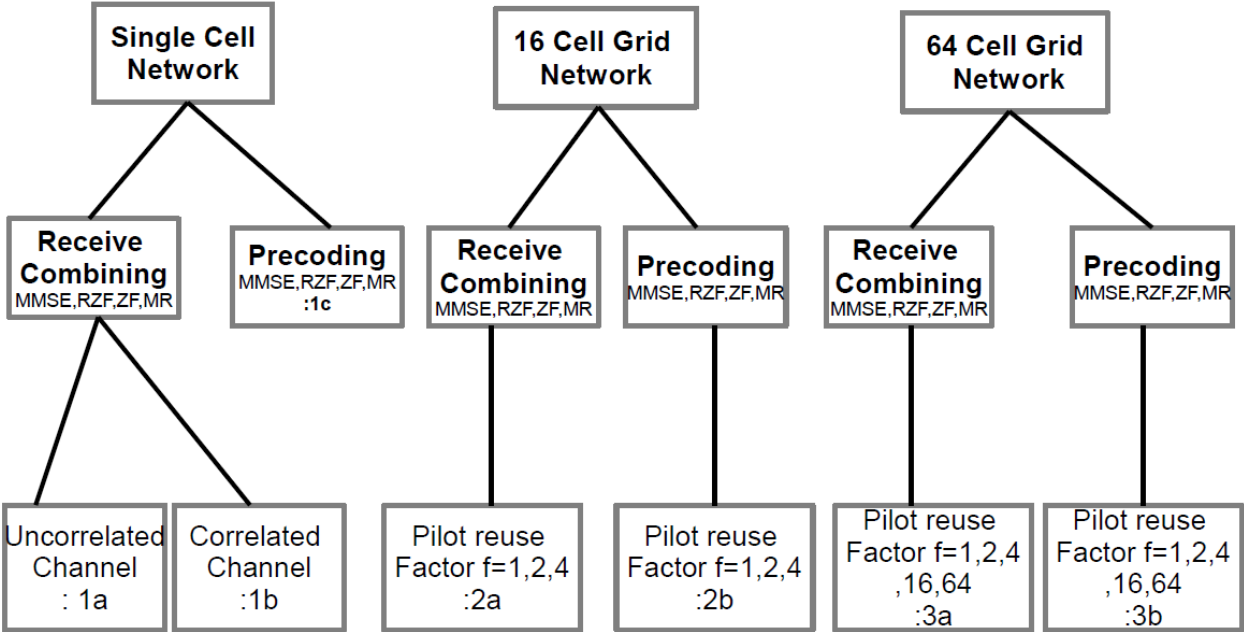 Single Cell
Network
16 Cell Grid
Network
64 Cell Grid
Network
Receive
Combining
MMSE,RZF,ZF,MR
Precoding
MMSE,RZF,ZF,MR
:1c
Receive
Combining
MMSE,RZF,ZF,MR
Precoding
MMSE,RZF,ZF,MR
Receive
Combining
MMSE,RZF,ZF,MR
Precoding
MMSE,RZF,ZF,MR
Uncorrelated
Channel
: 1a
Correlated
Channel
:1b
Pilot reuse
Factor f=1,2,4
:2a
Pilot reuse
Factor f=1,2,4
:2b
Pilot reuse
Factor f=1,2,4
,16,64
:3a
Pilot reuse
Factor f=1,2,4
,16,64
:3b